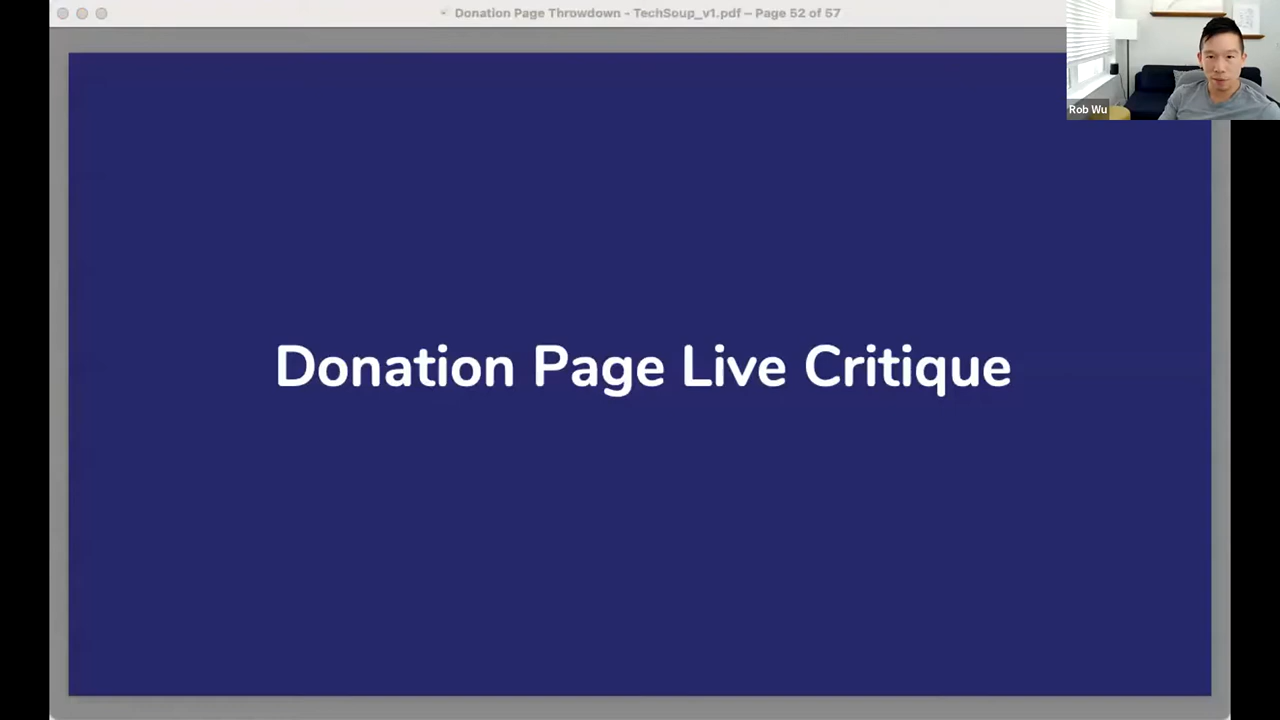 Donation Page Throwdown - TechSoup_v1.pdf – Page 52 of 57
Rob Wu
Donation Page Live Critique